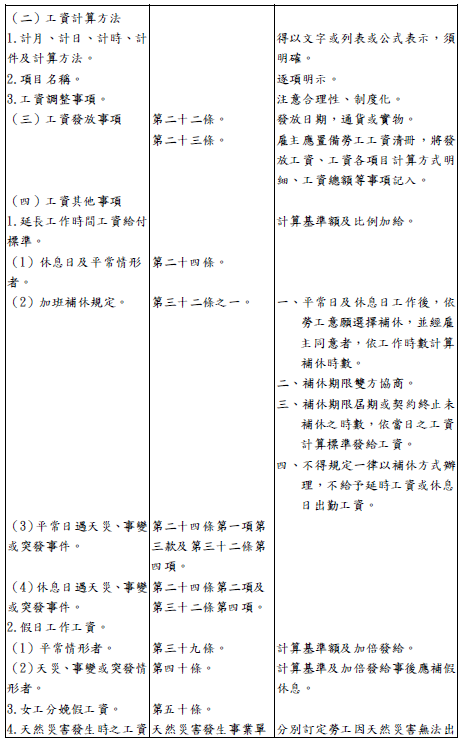 （二）工資計算方法
1.計月、計日、計時、計 得以文字或列表或公式表示，須
件及計算方法。 明確。
2.項目名稱。 逐項明示。
3.工資調整事項。 注意合理性、制度化。
（三）工資發放事項 第二十二條。 發放日期，通貨或實物。
第二十三條。 雇主應置備勞工工資清冊，將發
放工資、工資各項目計算方式明
細、工資總額等事項記入。
（四）工資其他事項
1.延長工作時間工資給付 計算基準額及比例加給。
標準。
（1）休息日及平常情形 第二十四條。
者。
（2）加班補休規定。 第三十二條之一。 一、平常日及休息日工作後，依
勞工意願選擇補休，並經雇
主同意者，依工作時數計算
補休時數。
二、補休期限雙方協商。
三、補休期限屆期或契約終止未
補休之時數，依當日之工資
計算標準發給工資。
四、不得規定一律以補休方式辦
理，不給予延時工資或休息
日出勤工資。
（3）平常日遇天災、事變 第二十四條第一項第
或突發事件。 三款及第三十二條第
四項。
（4）休息日遇天災、事變 第二十四條第二項及
或突發事件。 第三十二條第四項。
2.假日工作工資。
（1）平常情形者。 第三十九條。 計算基準額及加倍發給。
（2）天災、事變或突發情 第四十條。 計算基準及加倍發給事後應補假
形者。 休息。
3.女工分娩假工資。 第五十條。
4.天然災害發生時之工資 天然災害發生事業單 分別訂定勞工因天然災害無法出